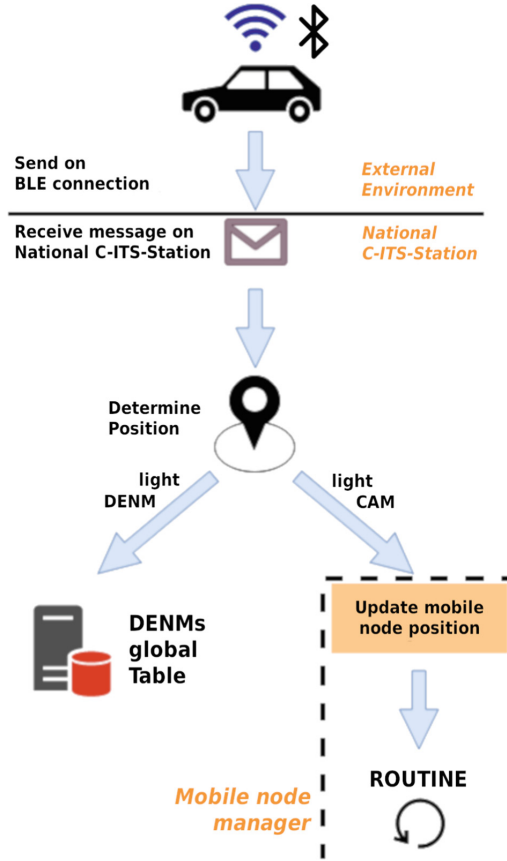 Send on
BLE connection
External
Environment
Receive message on
National C-ITS-Station
National
C-ITS-Station
Determine
Position
light
DENM
light
CAM
DENMs
global
Table
Update mobile
node position
ROUTINE
Mobile node
manager